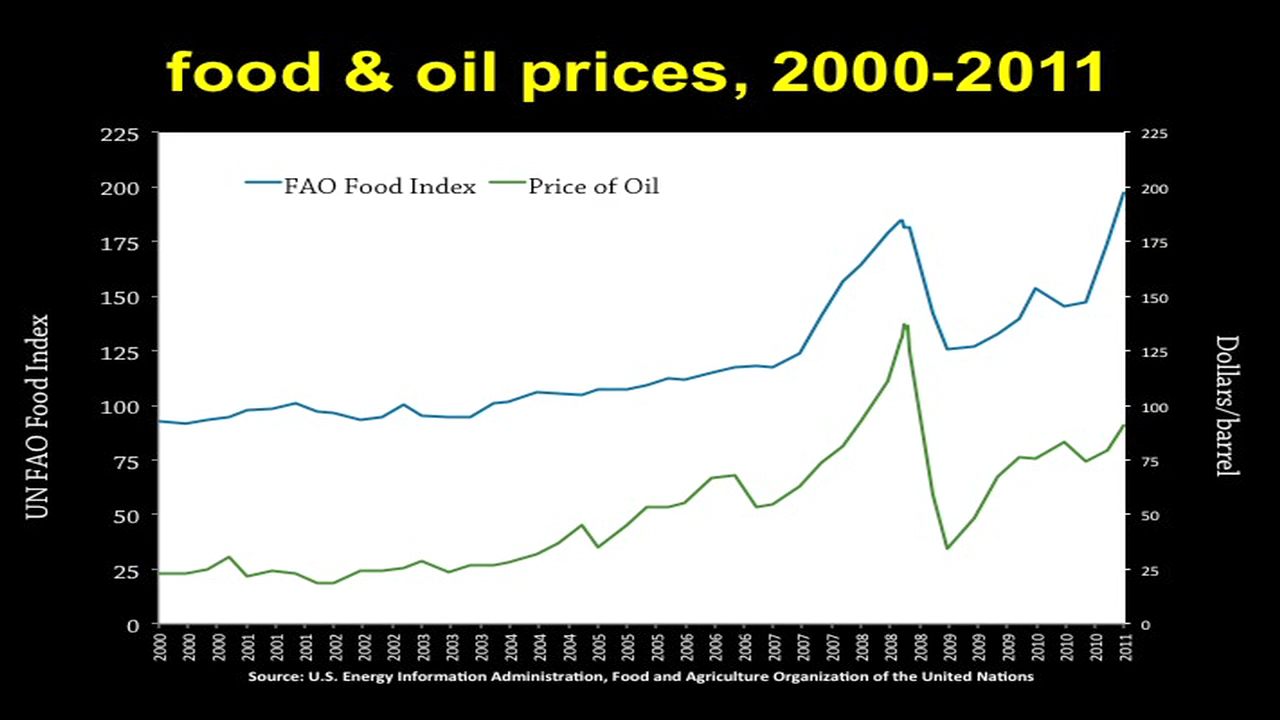 food & oil prices, 2000-2011
225
200
175
150
125
100
75
50
25
0
UN FAO Food Index
FAO Food Index
Price of Oil
225
200
175
150
125
100
75
50
25
0
Dollars/barrel
2000 2000 2000 2001 2001 2001 2002 2002 2002 2003 2003 2003 2004 2004 2004 2005 2005 2005 2006 2006 2006 2007 2007 2007 2008 2008 2008 2009 2009 2009 2010 2010 2010 2011
Source: U.S. Energy Information Administration, Food and Agriculture Organization of the United Nations